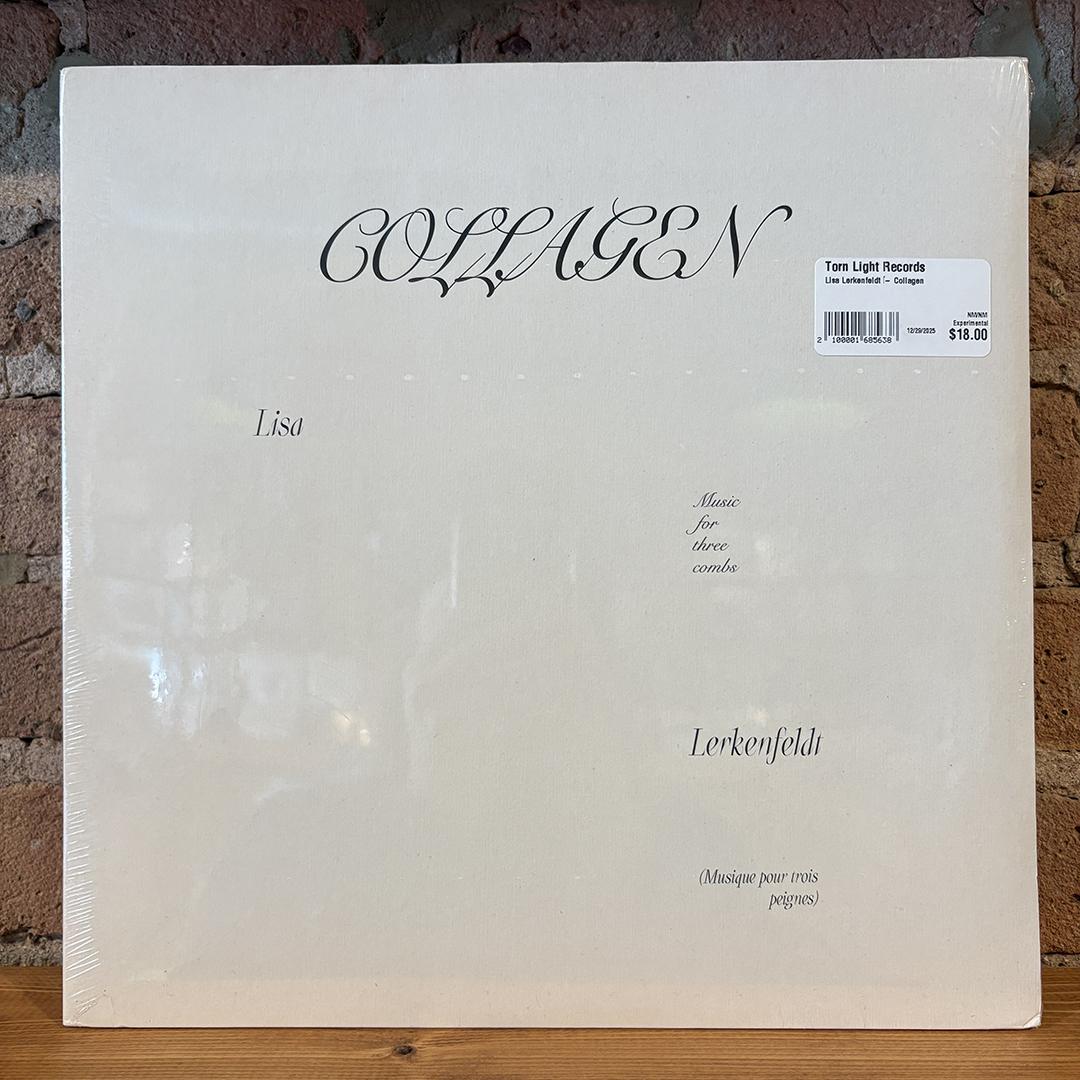 COLLAGEN
Torn Light Records
Lisa Lerkenfeldt [– Collagen
NM/NM
Experimental
2 100001 685638
12/29/2025
$18.00
Lisa
Music
for
three
combs
Lerkenfeldt
(Musique pour trois
peignes)